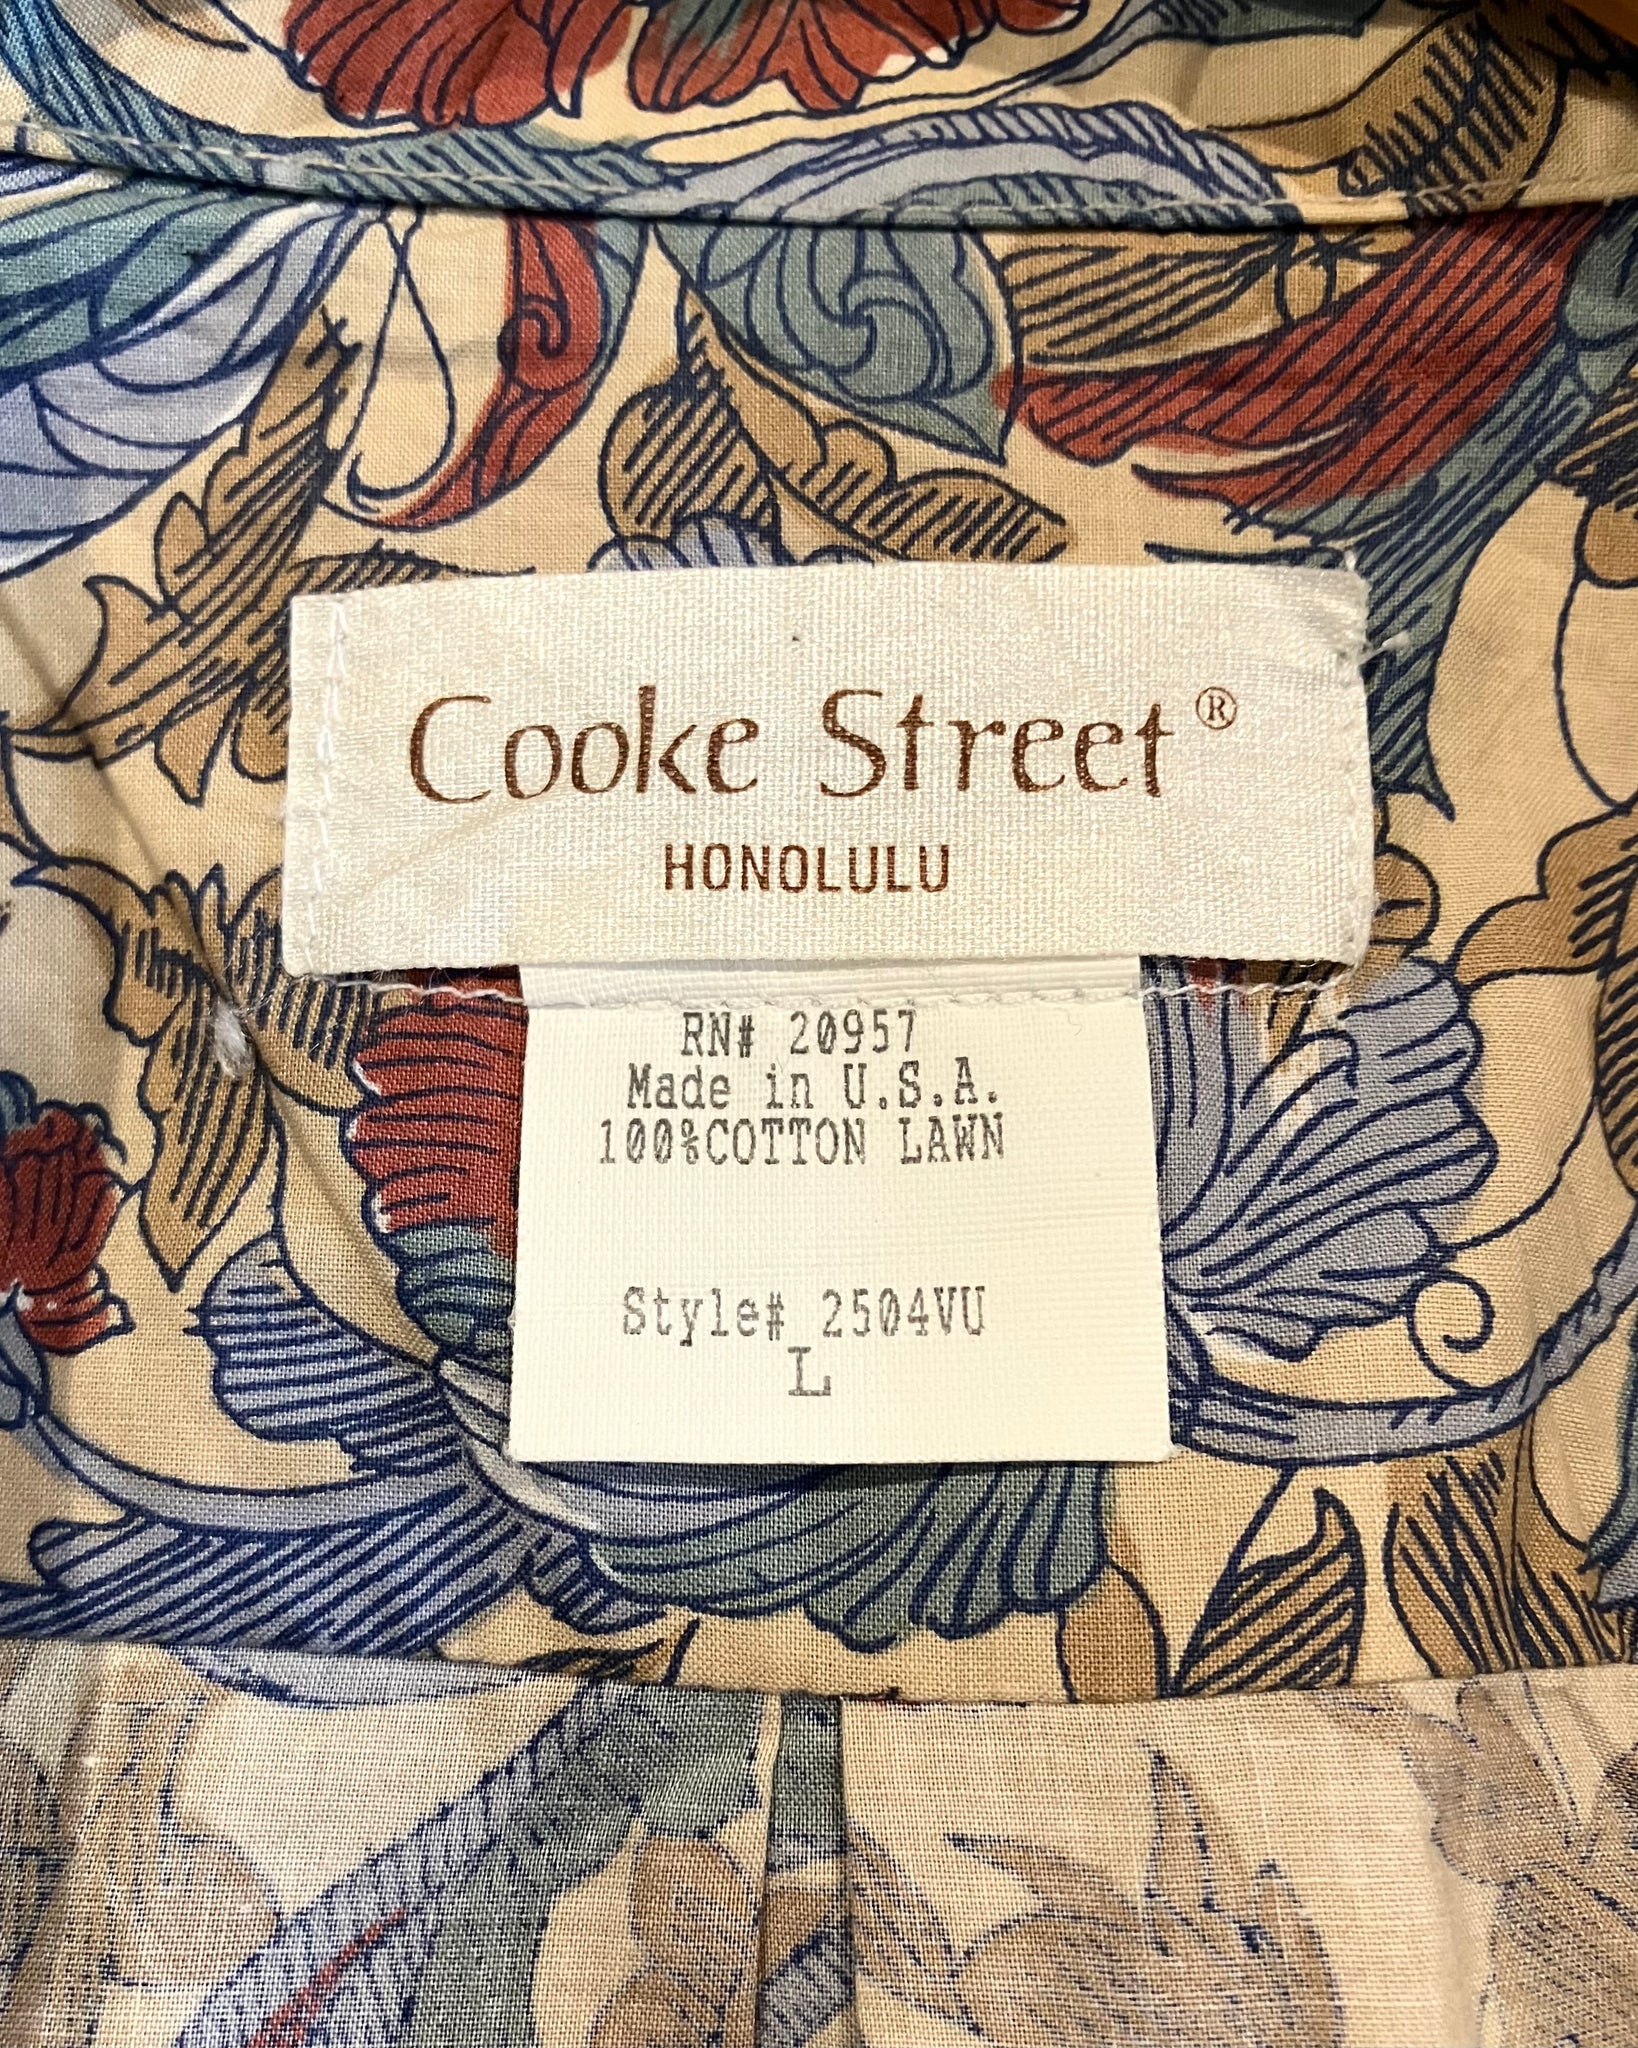 Cooke Street®
HONOLULU
RN# 20957
Made in U.S.A.
100%COTTON LAWN
Style# 2504VU
L